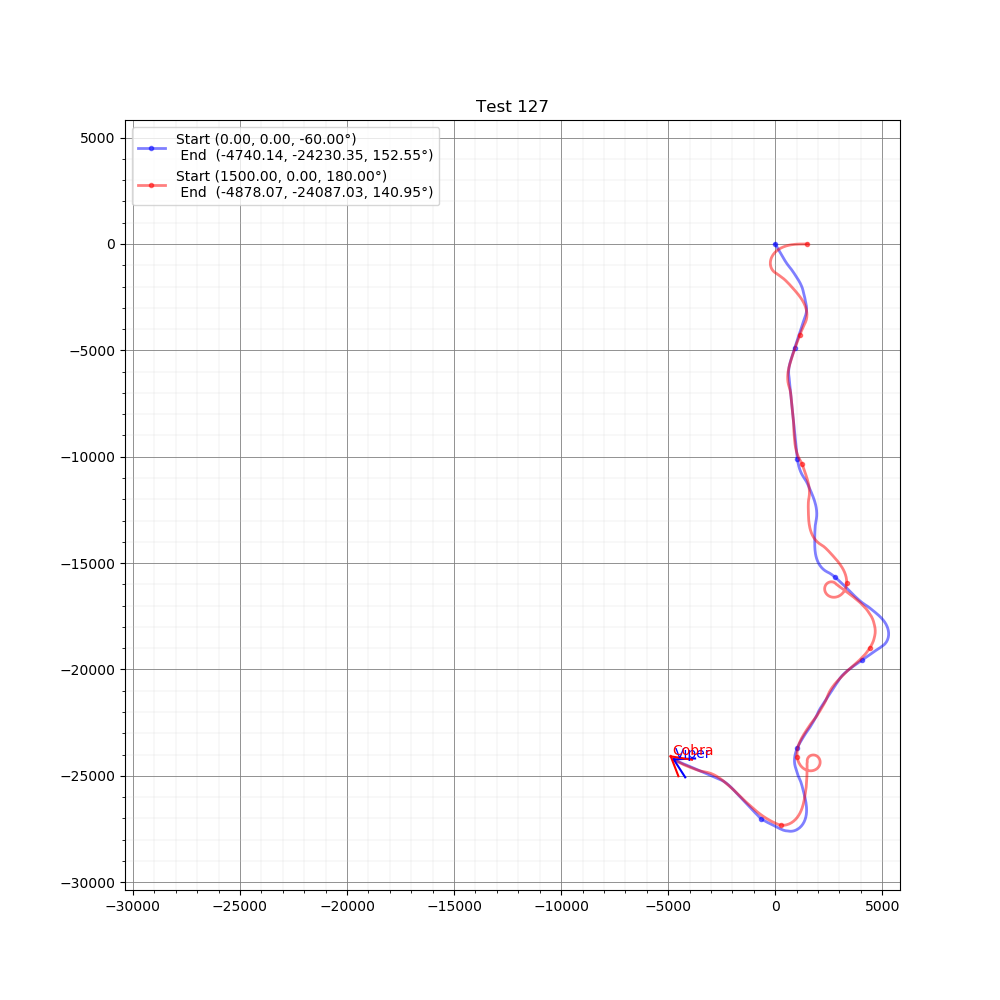 Test 127
Start (0.00, 0.00, -60.00°)
End (-4740.14, -24230.35, 152.55°)
Start (1500.00, 0.00, 180.00°)
End (-4878.07, -24087.03, 140.95°)
5000
0
−5000
−10000
−15000
−20000
−25000
−30000
Cobra
Viper
−30000 −25000 −20000 −15000 −10000 −5000 0 5000